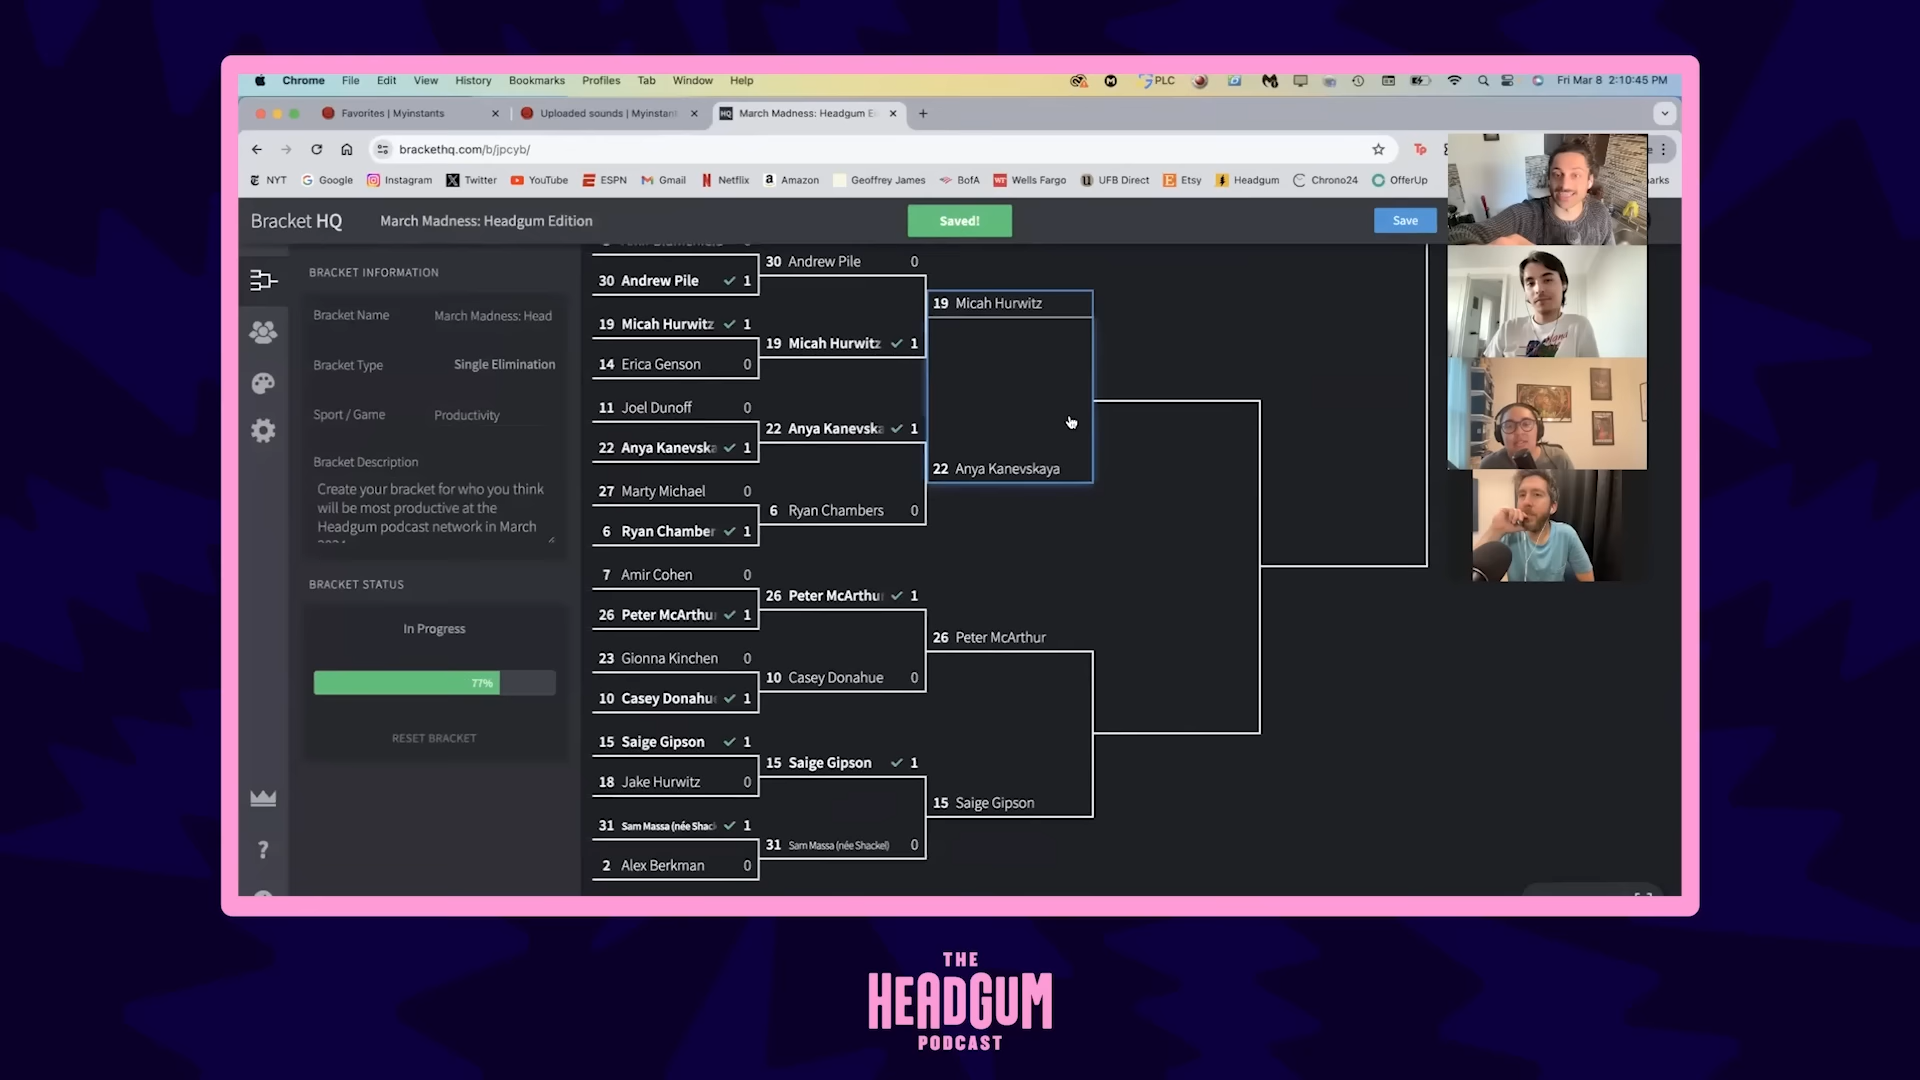 Chrome File Edit View History Bookmarks Profiles Tab Window Help
PLC
Fri Mar 8 2:10:45 PM
Favorites | Myinstants
Uploaded sounds | Myinstant
HQ March Madness: Headgum E
brackethq.com/b/jpcyb/
Tp
NYT Google Instagram Twitter YouTube ESPN Gmail Netflix Amazon Geoffrey James BofA Wells Fargo UFB Direct Etsy Headgum Chrono24 OfferUp
Bracket HQ
March Madness: Headgum Edition
Saved!
Save
BRACKET INFORMATION
Bracket Name March Madness: Head
Bracket Type Single Elimination
Sport / Game Productivity
Bracket Description
Create your bracket for who you think
will be most productive at the
Headgum podcast network in March
BRACKET STATUS
In Progress
77%
RESET BRACKET
?
30 Andrew Pile 1
19 Micah Hurwitz 1
14 Erica Genson 0
11 Joel Dunoff 0
22 Anya Kanevsk 1
27 Marty Michael 0
6 Ryan Chamber 1
7 Amir Cohen 0
26 Peter McArthu 1
23 Gionna Kinchen 0
10 Casey Donahu 1
15 Saige Gipson 1
18 Jake Hurwitz 0
31 Sam Massa (née Shac 1
2 Alex Berkman 0
30 Andrew Pile 0
19 Micah Hurwitz 1
22 Anya Kanevsk 1
6 Ryan Chambers 0
26 Peter McArthu 1
10 Casey Donahue 0
15 Saige Gipson 1
31 Sam Massa (née Shackel) 0
19 Micah Hurwitz
22 Anya Kanevskaya
26 Peter McArthur
15 Saige Gipson
THE
HEADGUM
PODCAST